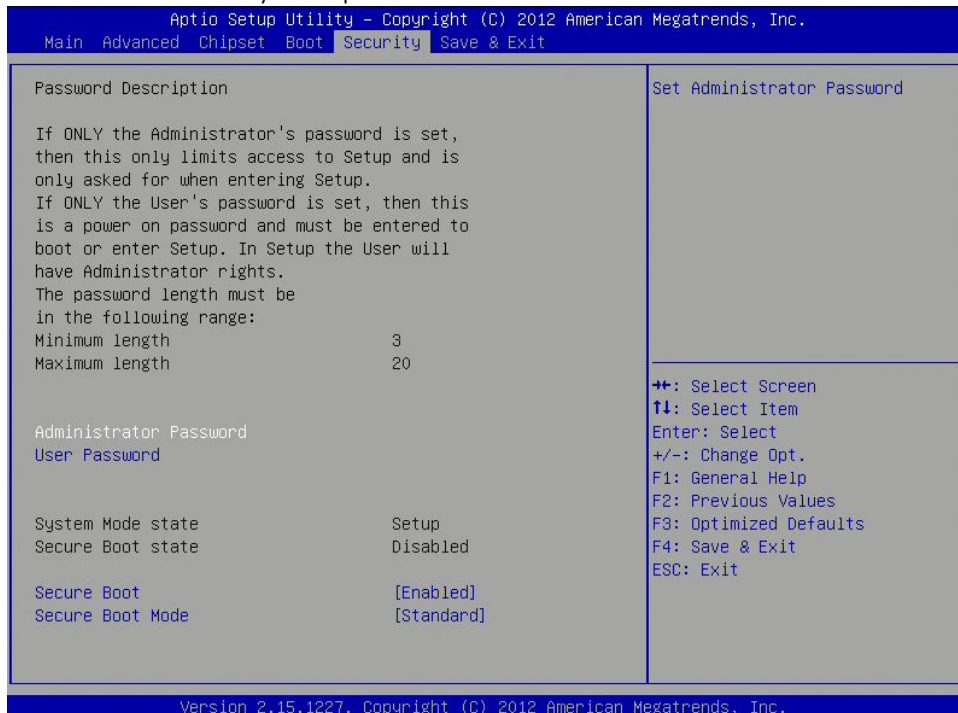 Aptio Setup Utility – Copyright (C) 2012 American Megatrends, Inc.
Main Advanced Chipset Boot Security Save & Exit
Password Description
If ONLY the Administrator's password is set,
then this only limits access to Setup and is
only asked for when entering Setup.
If ONLY the User's password is set, then this
is a power on password and must be entered to
boot or enter Setup. In Setup the User will
have Administrator rights.
The password length must be
in the following range:
Minimum length 3
Maximum length 20
Administrator Password
User Password
System Mode state Setup
Secure Boot state Disabled
Secure Boot [Enabled]
Secure Boot Mode [Standard]
Set Administrator Password
→←: Select Screen
↑↓: Select Item
Enter: Select
+/-: Change Opt.
F1: General Help
F2: Previous Values
F3: Optimized Defaults
F4: Save & Exit
ESC: Exit
Version 2.15.1227. Copyright (C) 2012 American Megatrends, Inc.